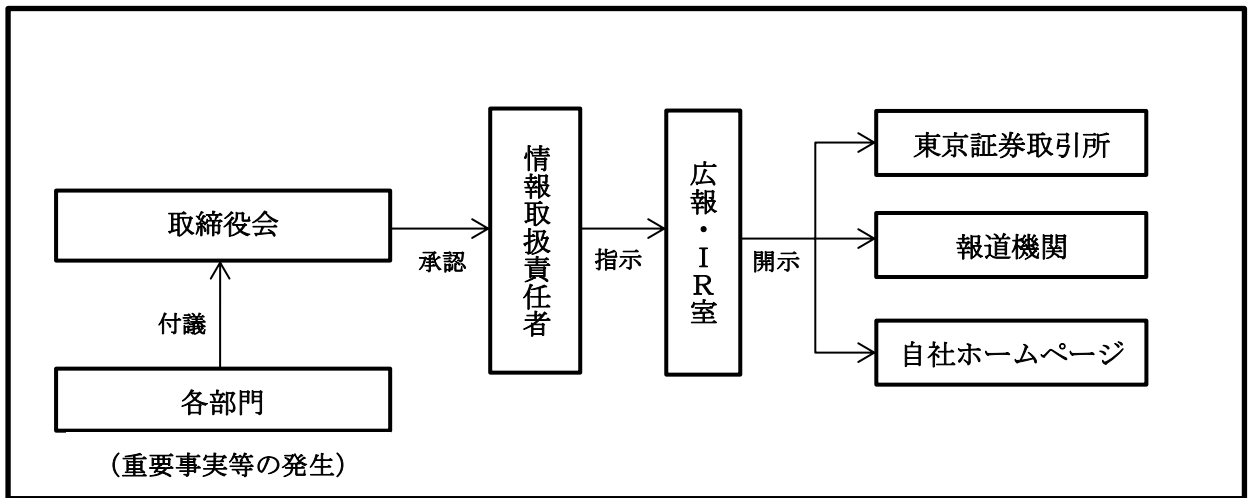 取締役会
付議
各部門
（重要事実等の発生）
承認
情報取扱責任者
指示
広報・ＩＲ室
開示
東京証券取引所
報道機関
自社ホームページ